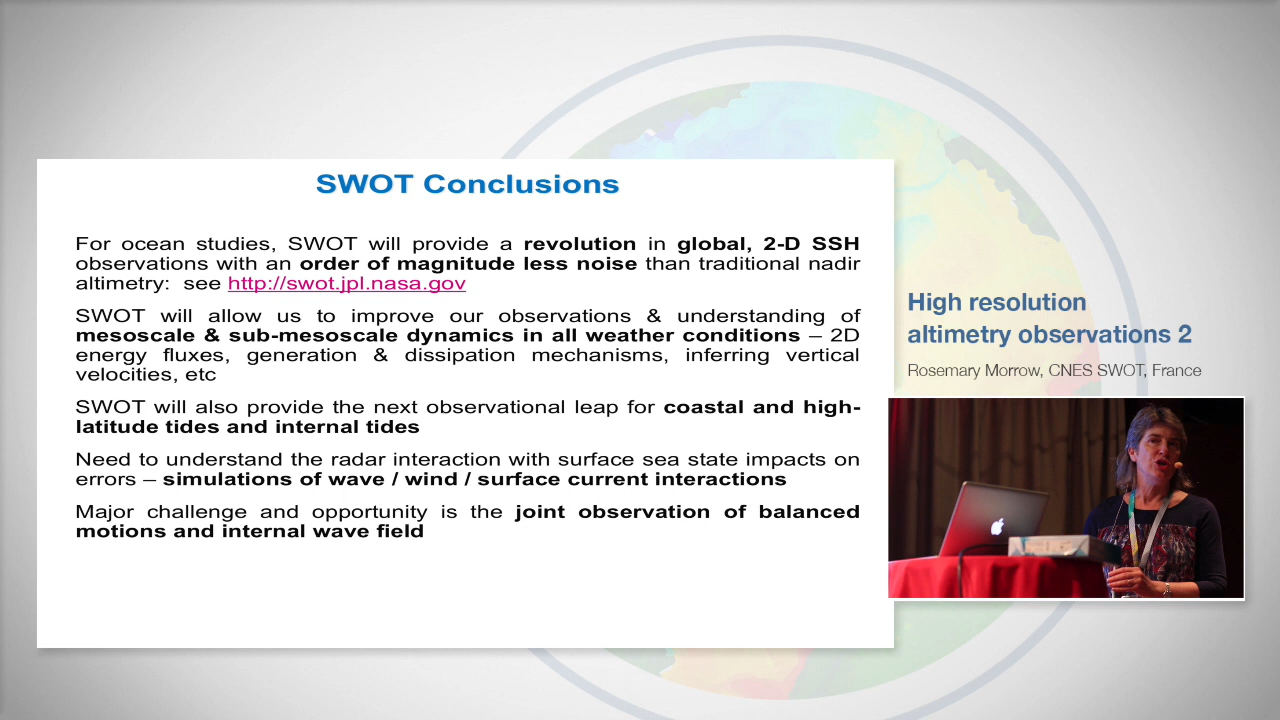 SWOT Conclusions
For ocean studies, SWOT will provide a revolution in global, 2-D SSH
observations with an order of magnitude less noise than traditional nadir
altimetry:  see http://swot.jpl.nasa.gov
SWOT will allow us to improve our observations & understanding of
mesoscale & sub-mesoscale dynamics in all weather conditions – 2D
energy fluxes, generation & dissipation mechanisms, inferring vertical
velocities, etc
SWOT will also provide the next observational leap for coastal and high-
latitude tides and internal tides
Need to understand the radar interaction with surface sea state impacts on
errors – simulations of wave / wind / surface current interactions
Major challenge and opportunity is the joint observation of balanced
motions and internal wave field
High resolution
altimetry observations 2
Rosemary Morrow, CNES SWOT, France